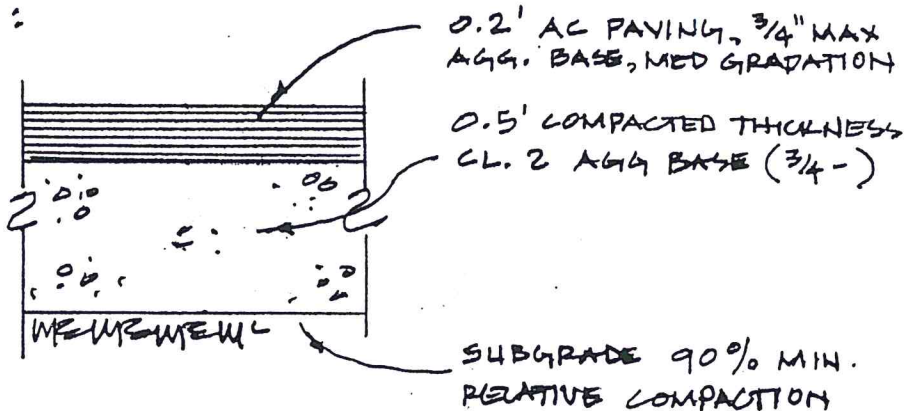 0.2' AC PAVING, 3/4" MAX
AGG. BASE, MED GRADATION
0.5' COMPACTED THICKNESS
CL. 2 AGG BASE (3/4 -)
SUBGRADE 90% MIN.
RELATIVE COMPACTION